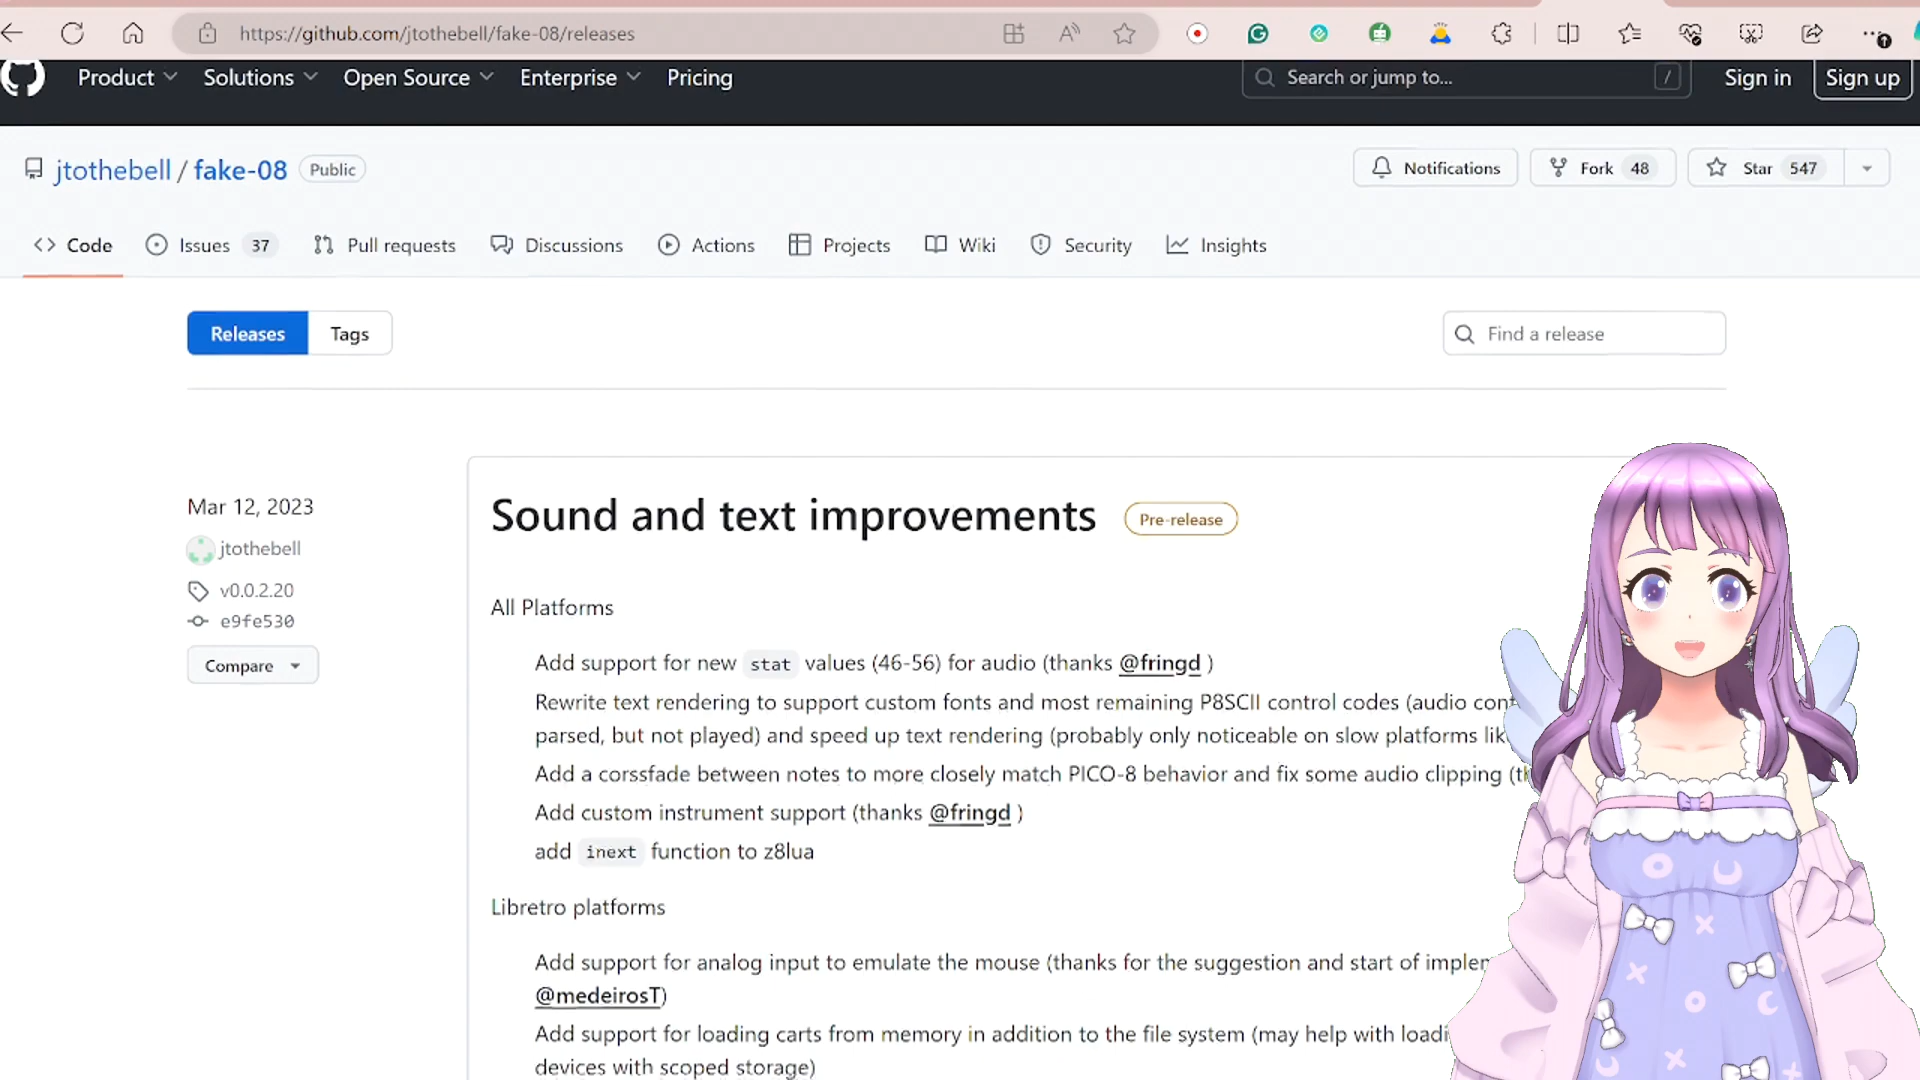 https://github.com/jtothebell/fake-08/releases
Product Solutions Open Source Enterprise Pricing Search or jump to... / Sign in Sign up
jtothebell / fake-08 Public Notifications Fork 48 Star 547
Code Issues 37 Pull requests Discussions Actions Projects Wiki Security Insights
Releases Tags Find a release
Mar 12, 2023
jtothebell
v0.0.2.20
e9fe530
Compare
Sound and text improvements Pre-release
All Platforms
Add support for new stat values (46-56) for audio (thanks @fringd )
Rewrite text rendering to support custom fonts and most remaining P8SCII control codes (audio
parsed, but not played) and speed up text rendering (probably only noticeable on slow platforms
Add a corssfade between notes to more closely match PICO-8 behavior and fix some audio clipping
Add custom instrument support (thanks @fringd )
add inext function to z8lua
Libretro platforms
Add support for analog input to emulate the mouse (thanks for the suggestion and start of
@medeirosT)
Add support for loading carts from memory in addition to the file system (may help with
devices with scoped storage)